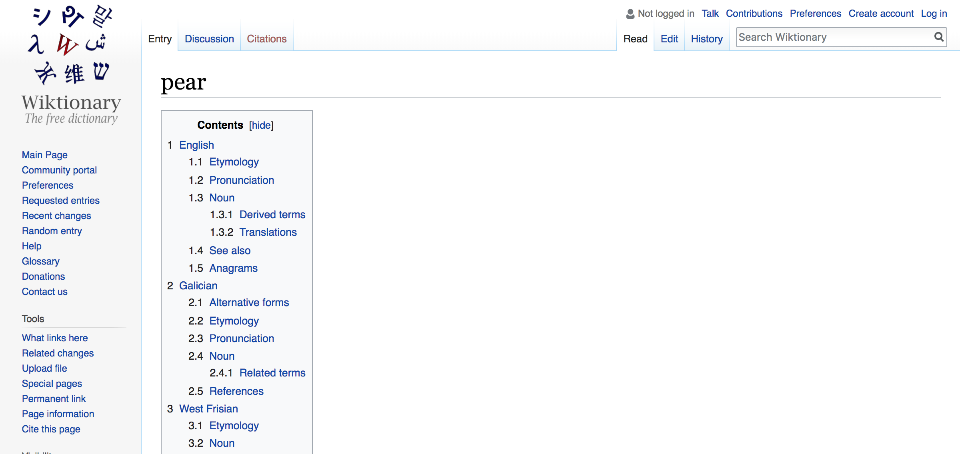 Not logged in Talk Contributions Preferences Create account Log in
Entry Discussion Citations Read Edit History Search Wiktionary
Wiktionary
The free dictionary
Main Page
Community portal
Preferences
Requested entries
Recent changes
Random entry
Help
Glossary
Donations
Contact us
Tools
What links here
Related changes
Upload file
Special pages
Permanent link
Page information
Cite this page
pear
Contents [hide]
1 English
1.1 Etymology
1.2 Pronunciation
1.3 Noun
1.3.1 Derived terms
1.3.2 Translations
1.4 See also
1.5 Anagrams
2 Galician
2.1 Alternative forms
2.2 Etymology
2.3 Pronunciation
2.4 Noun
2.4.1 Related terms
2.5 References
3 West Frisian
3.1 Etymology
3.2 Noun